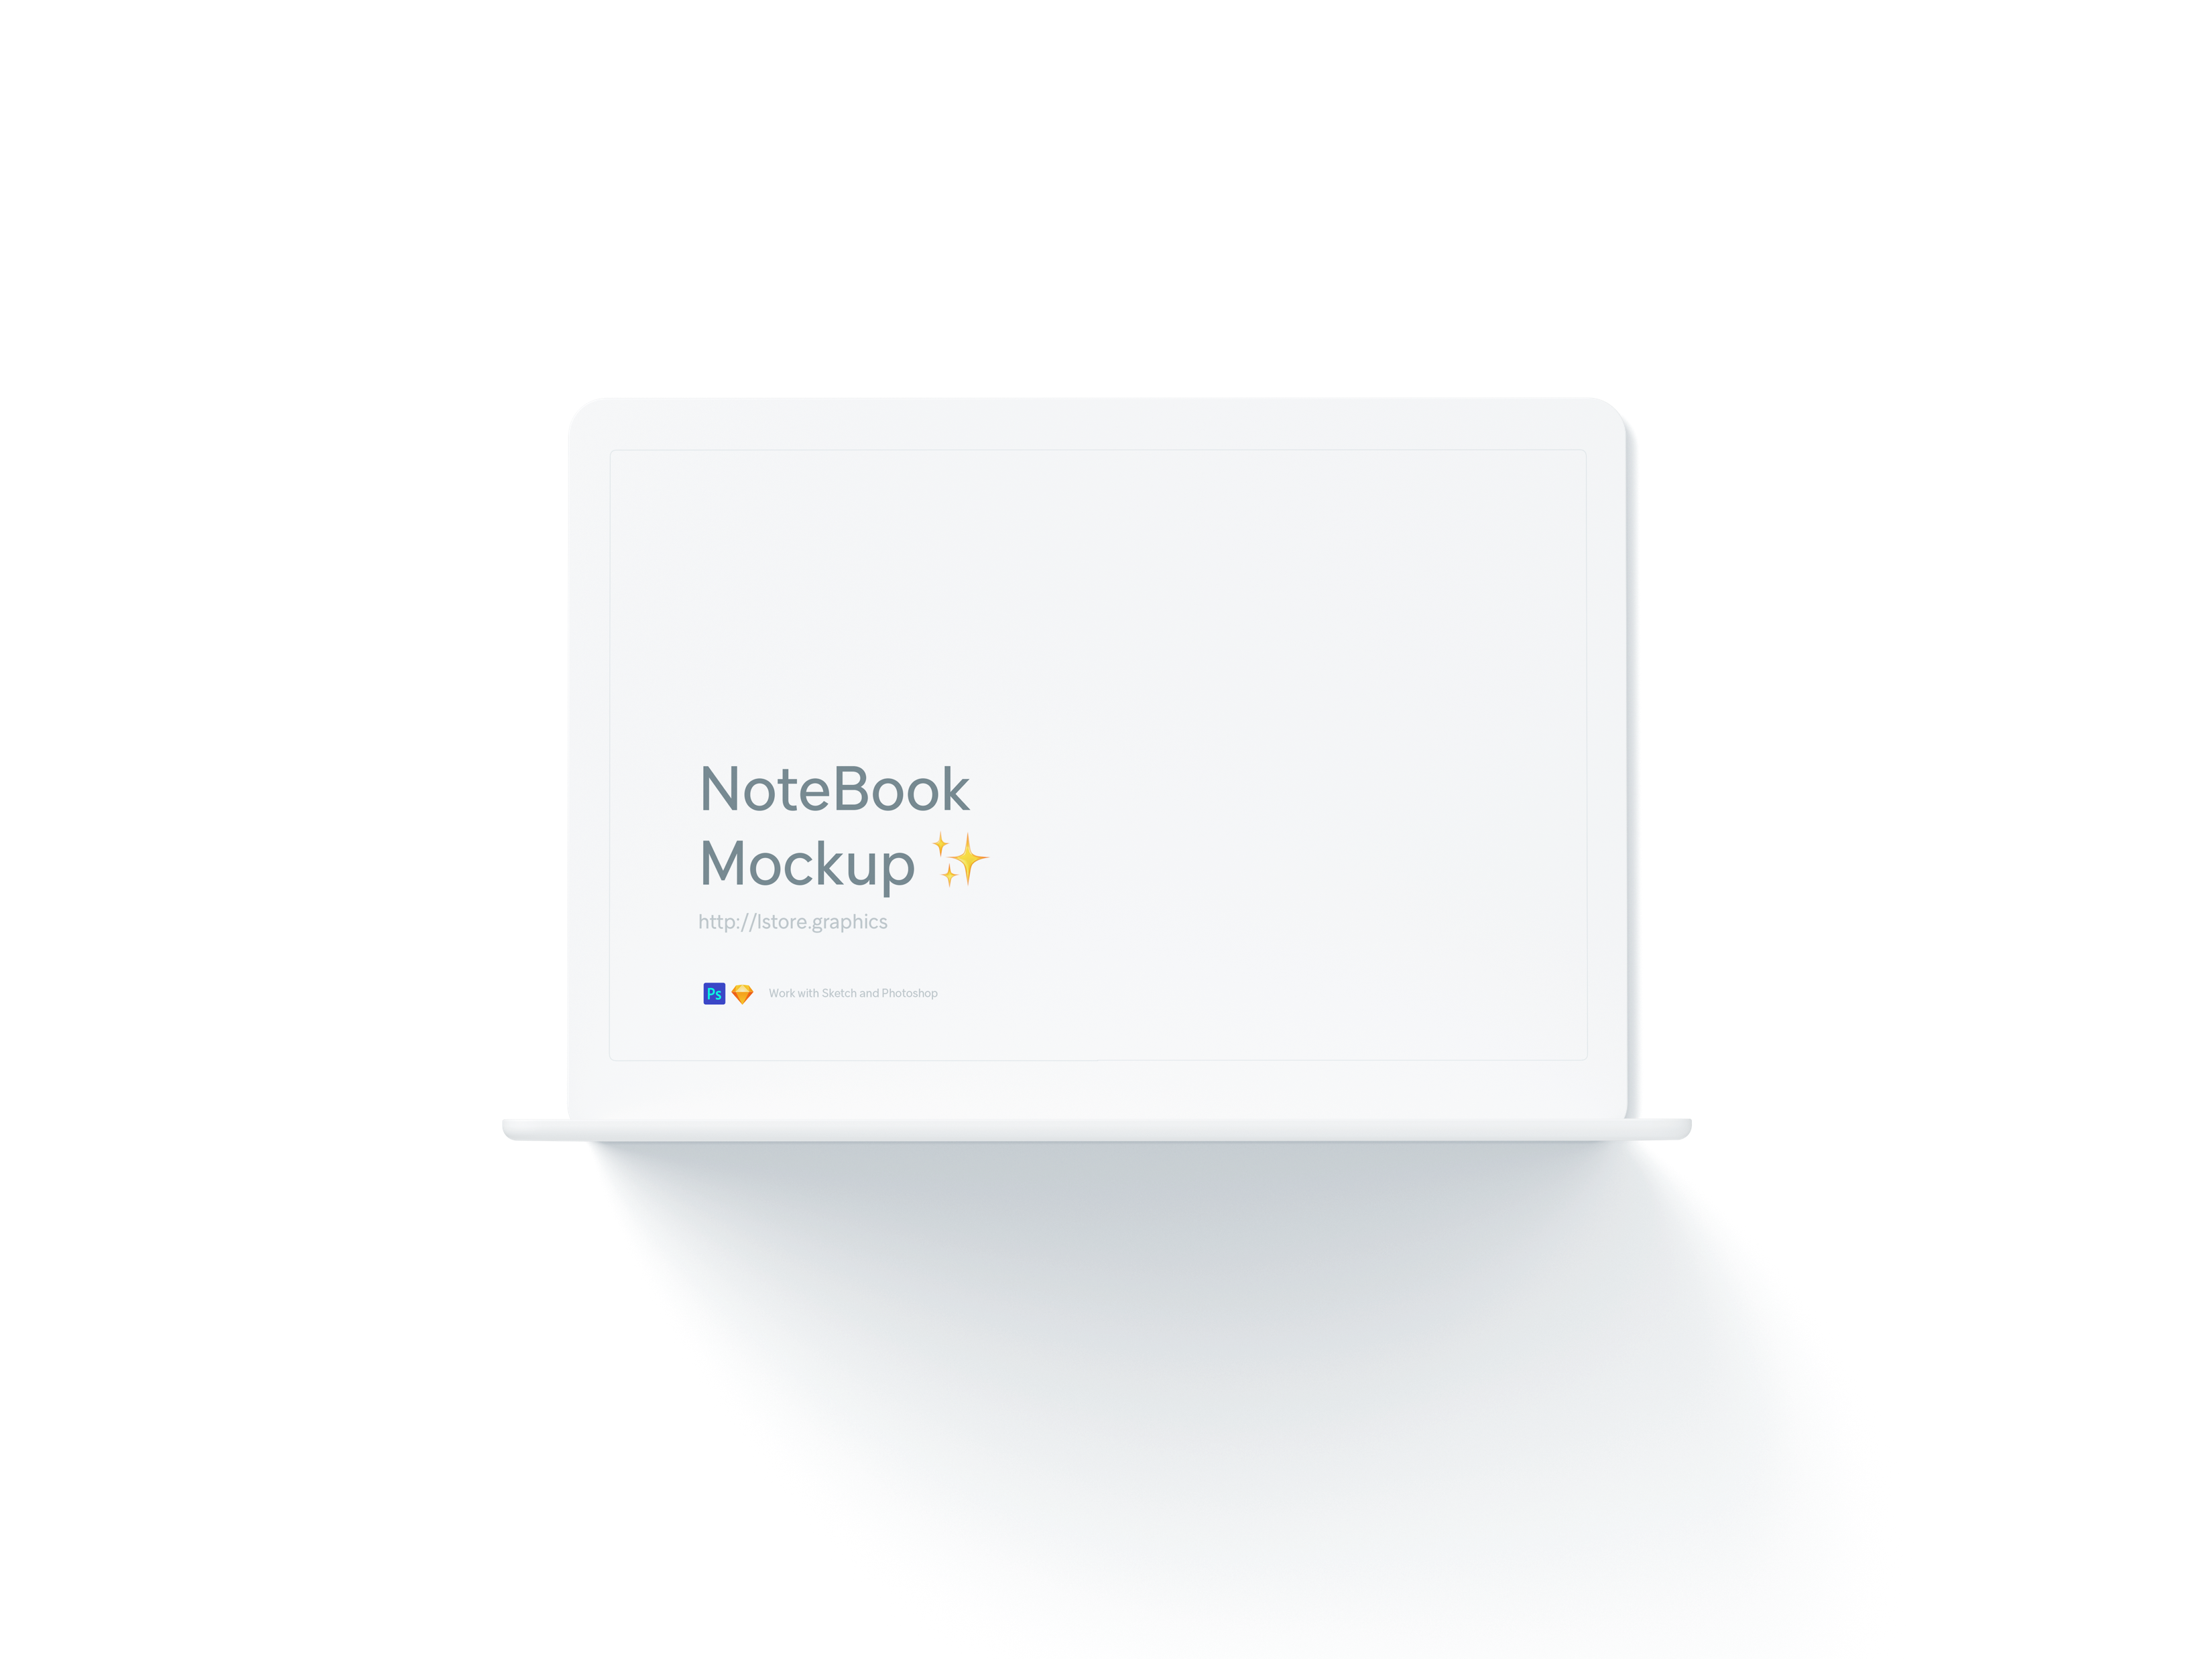 NoteBook
Mockup ✨
http://lstore.graphics
Ps Work with Sketch and Photoshop